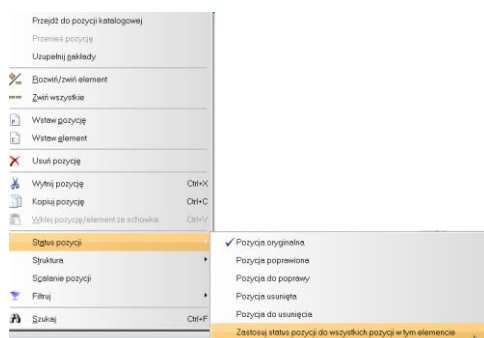 Przejdź do pozycji katalogowej
Przenieś pozycję
Uzupełnij nakłady
Rozwiń/zwiń element
Zwiń wszystkie
Wstaw pozycję
Wstaw element
Usuń pozycję
Wytnij pozycję Ctrl+X
Kopiuj pozycję Ctrl+C
Wklej pozycję/element ze schowka Ctrl+V
Status pozycji
Struktura
Scalanie pozycji
Filtruj
Szukaj Ctrl+F
Pozycja oryginalna
Pozycja poprawiona
Pozycja do poprawy
Pozycja usunięta
Pozycja do usunięcia
Zastosuj status pozycji do wszystkich pozycji w tym elemencie